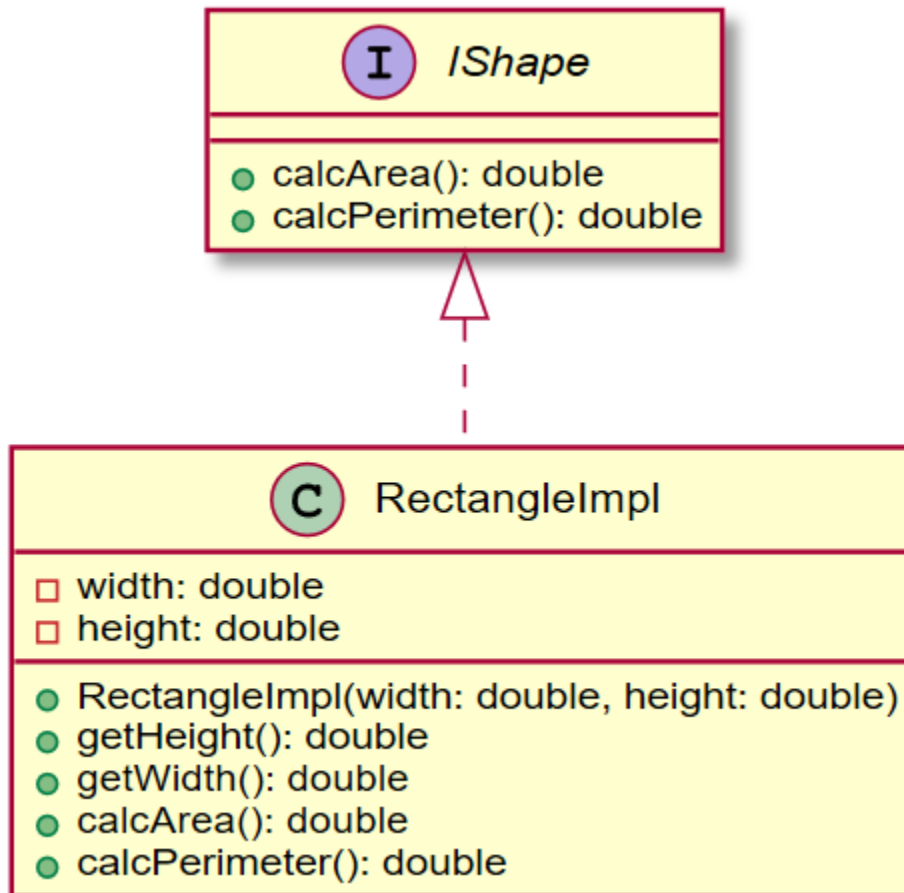 I IShape
calcArea(): double
calcPerimeter(): double
C RectangleImpl
width: double
height: double
RectangleImpl(width: double, height: double)
getHeight(): double
getWidth(): double
calcArea(): double
calcPerimeter(): double